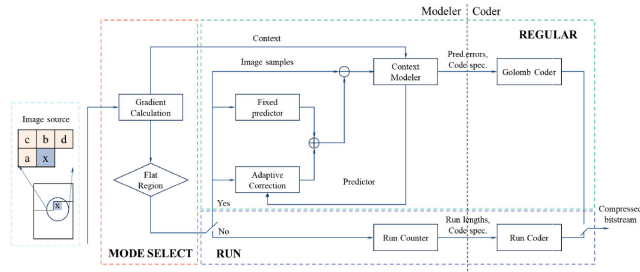 Modeler
Coder
REGULAR
Context
Image samples
Pred.errors,
Code spec.
Context
Modeler
Golomb Coder
Gradient
Calculation
Fixed
predictor
Image source
c b d
a x
x
Flat
Region
Adaptive
Correction
Predictor
Yes
No
Run Counter
Run lengths,
Code spec.
Run Coder
Compressed
bitstream
MODE SELECT
RUN